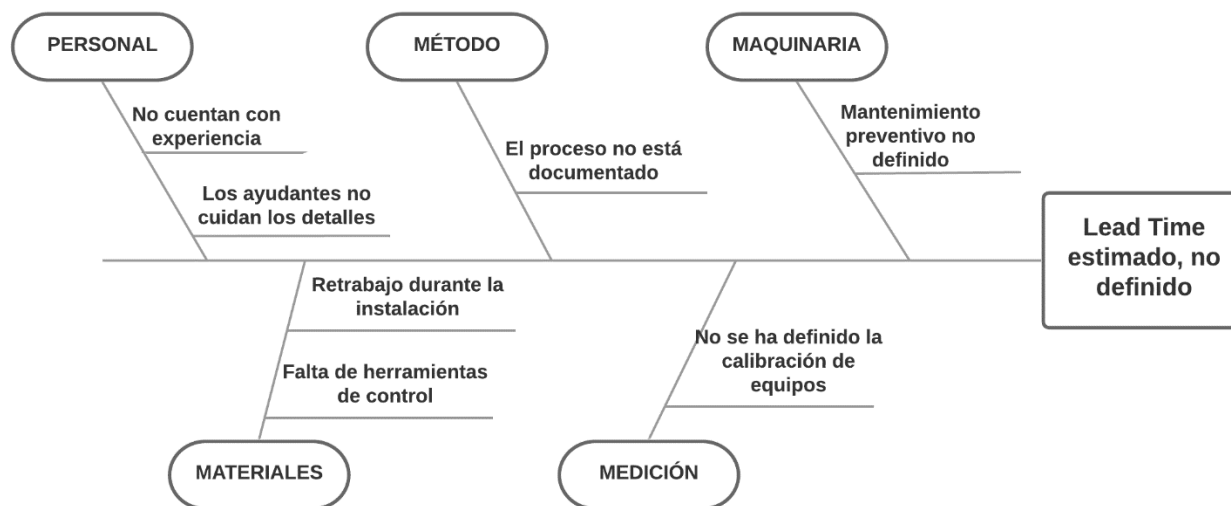 PERSONAL
MÉTODO
MAQUINARIA
No cuentan con
experiencia
Los ayudantes no
cuidan los detalles
El proceso no está
documentado
Mantenimiento
preventivo no
definido
Lead Time
estimado, no
definido
Retrabajo durante la
instalación
Falta de herramientas
de control
No se ha definido la
calibración de
equipos
MATERIALES
MEDICIÓN